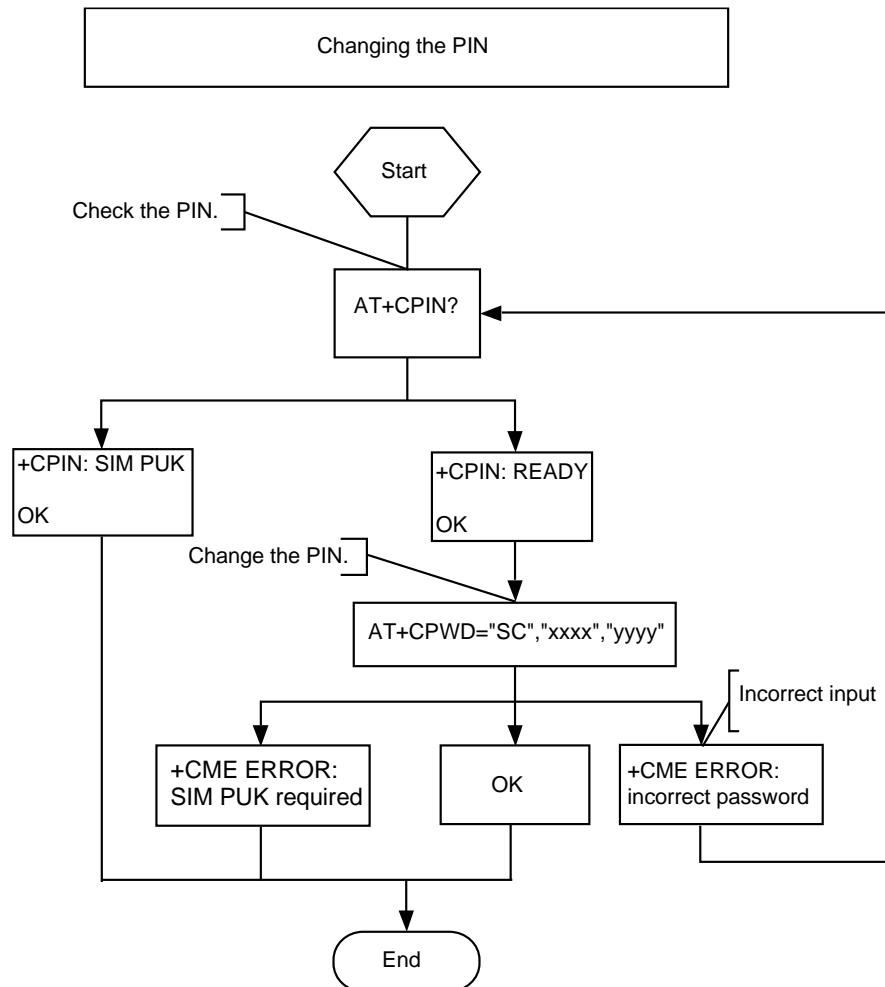 Changing the PIN
Start
Check the PIN.
AT+CPIN?
+CPIN: SIM PUK
OK
+CPIN: READY
OK
Change the PIN.
AT+CPWD="SC","xxxx","yyyy"
Incorrect input
+CME ERROR:
SIM PUK required
OK
+CME ERROR:
incorrect password
End